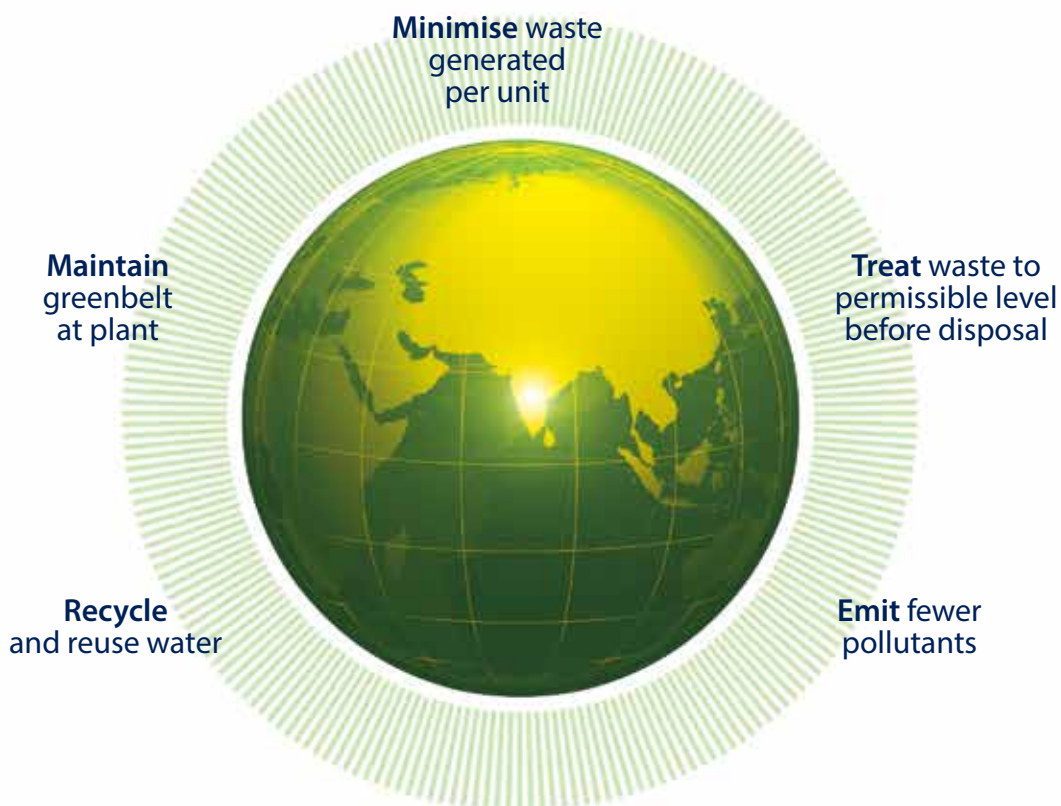 Minimise waste
generated
per unit
Maintain
greenbelt
at plant
Treat waste to
permissible level
before disposal
Recycle
and reuse water
Emit fewer
pollutants